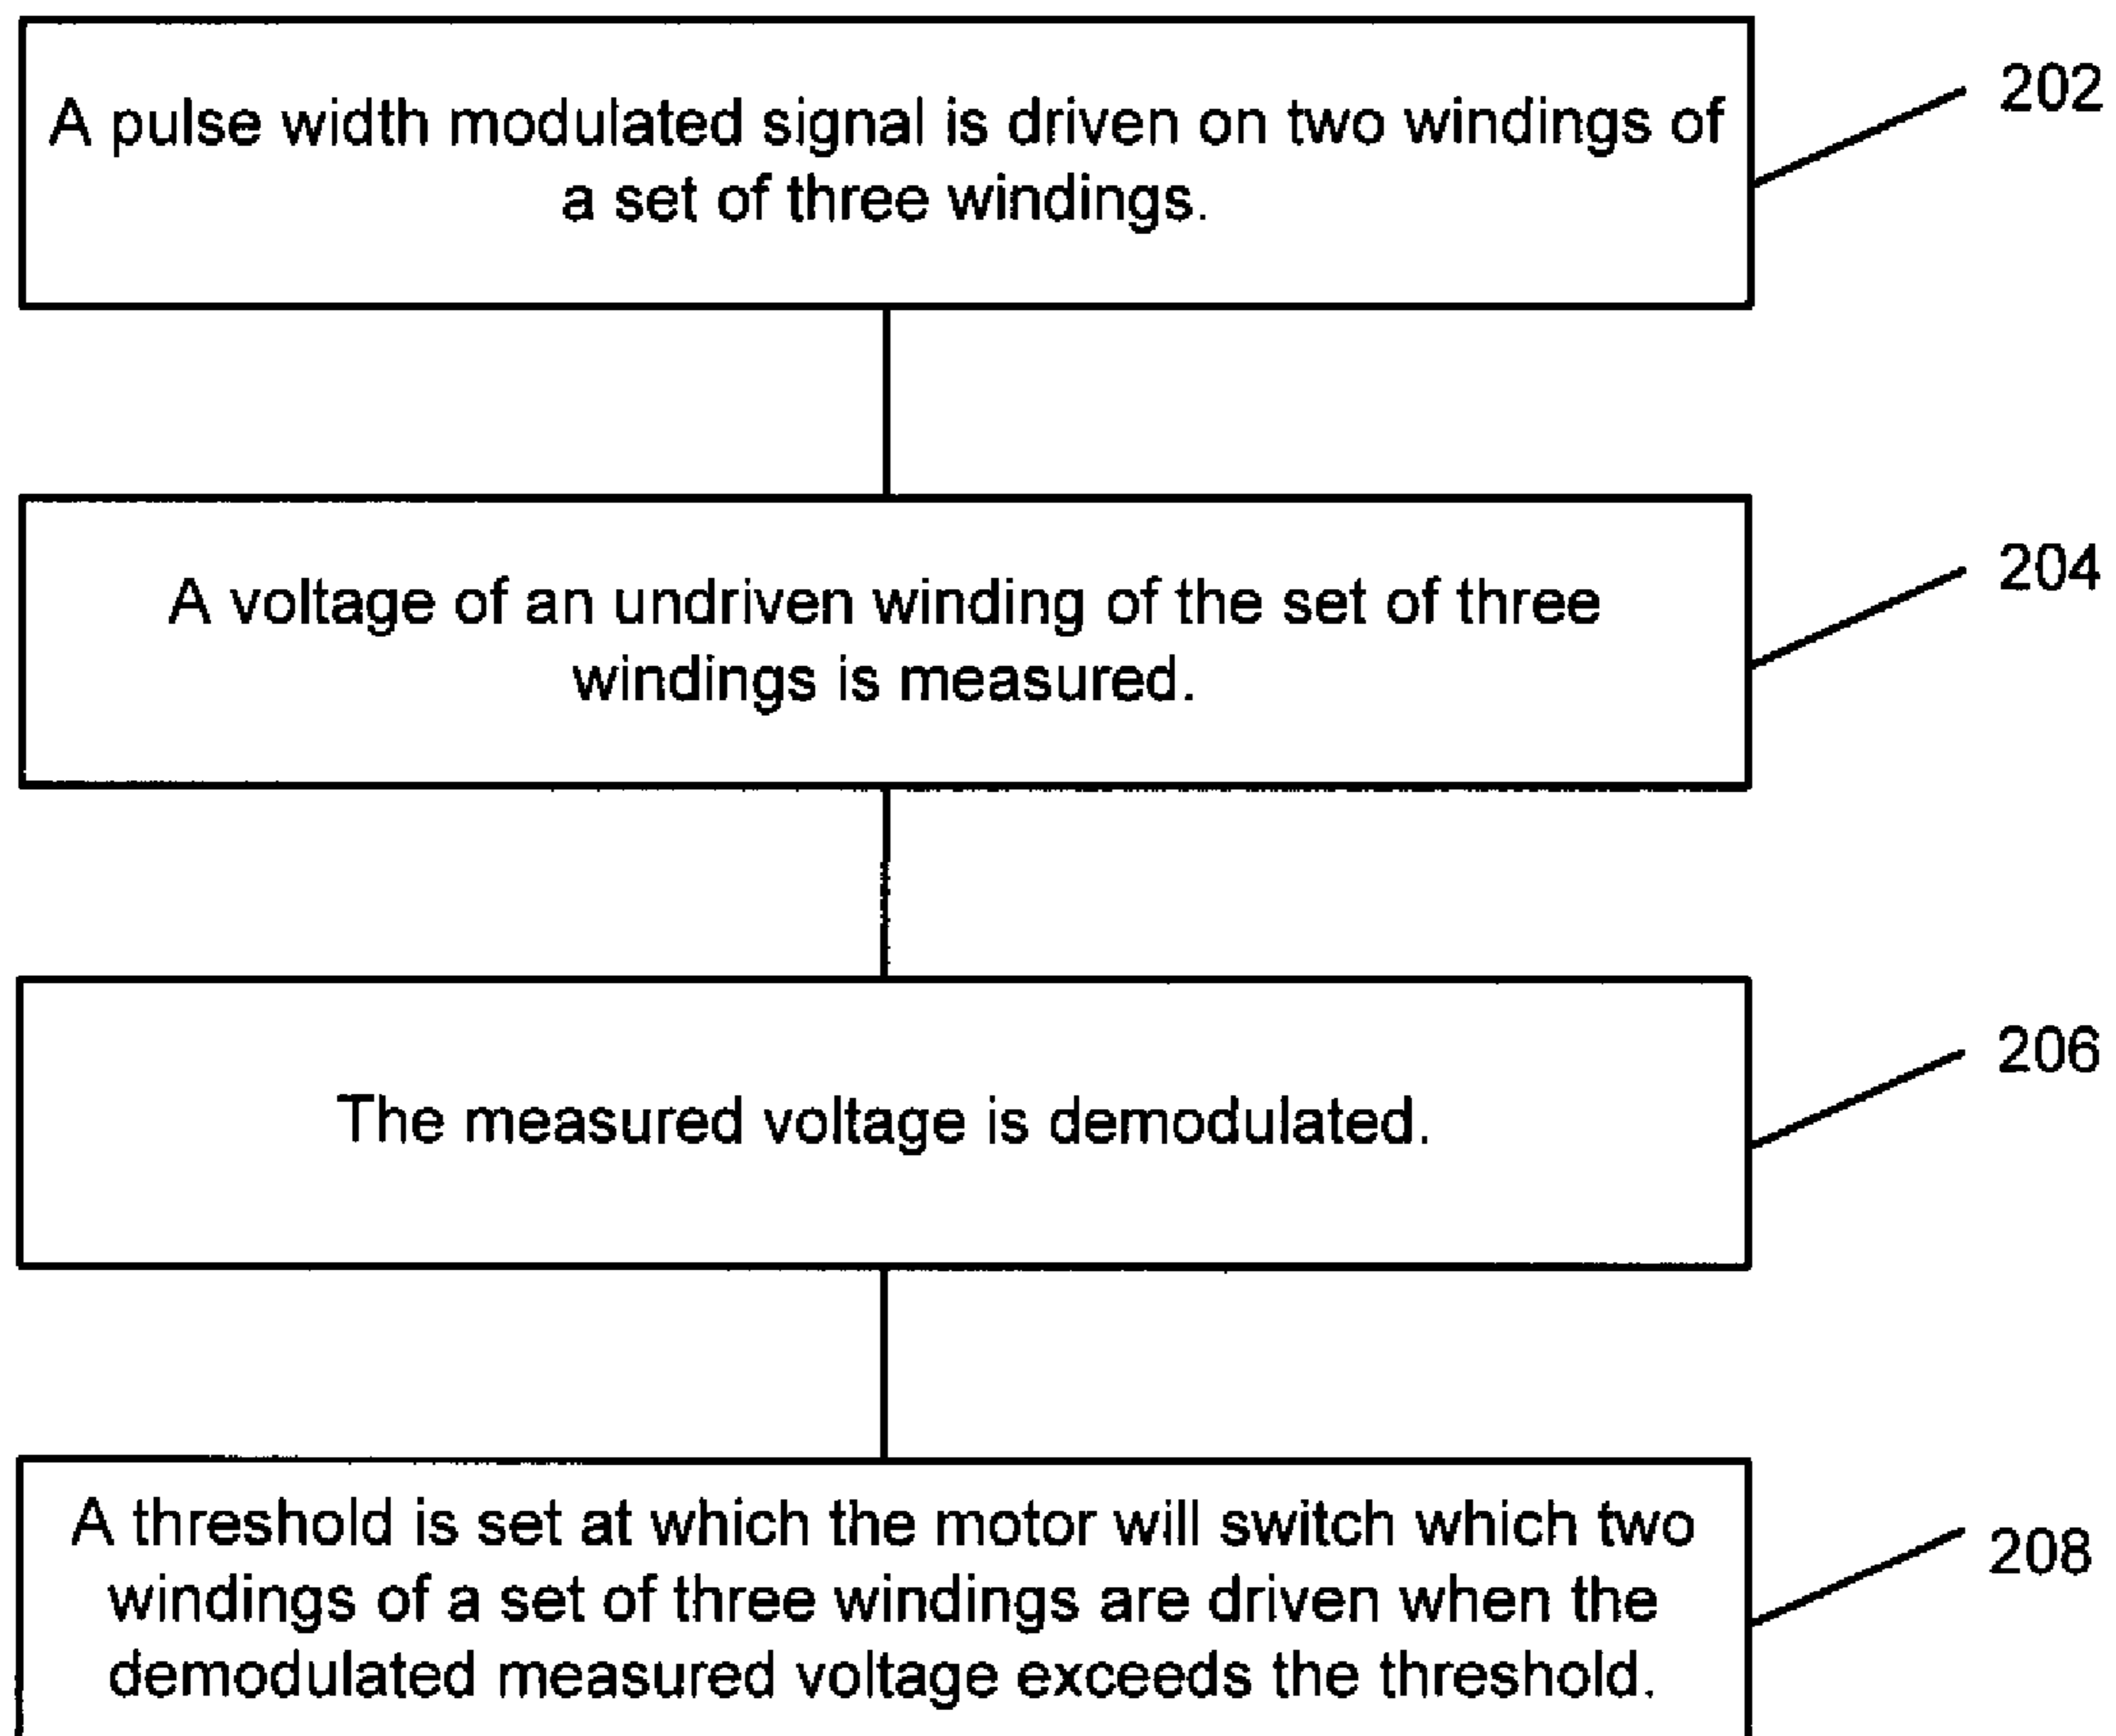 A pulse width modulated signal is driven on two windings of
a set of three windings.
202
A voltage of an undriven winding of the set of three
windings is measured.
204
The measured voltage is demodulated.
206
A threshold is set at which the motor will switch which two
windings of a set of three windings are driven when the
demodulated measured voltage exceeds the threshold.
208